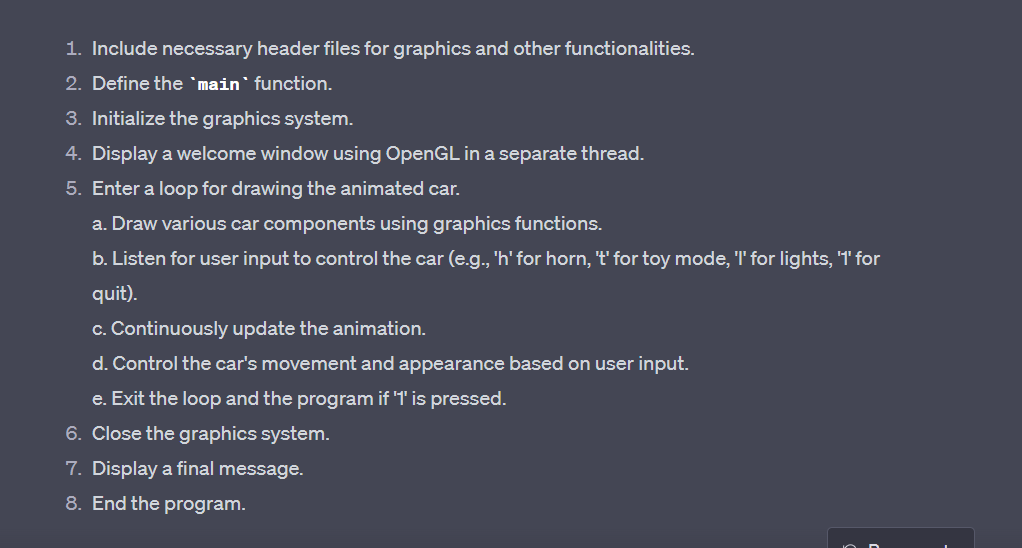 1. Include necessary header files for graphics and other functionalities.
2. Define the `main` function.
3. Initialize the graphics system.
4. Display a welcome window using OpenGL in a separate thread.
5. Enter a loop for drawing the animated car.
a. Draw various car components using graphics functions.
b. Listen for user input to control the car (e.g., 'h' for horn, 't' for toy mode, 'l' for lights, '1' for
quit).
c. Continuously update the animation.
d. Control the car's movement and appearance based on user input.
e. Exit the loop and the program if '1' is pressed.
6. Close the graphics system.
7. Display a final message.
8. End the program.